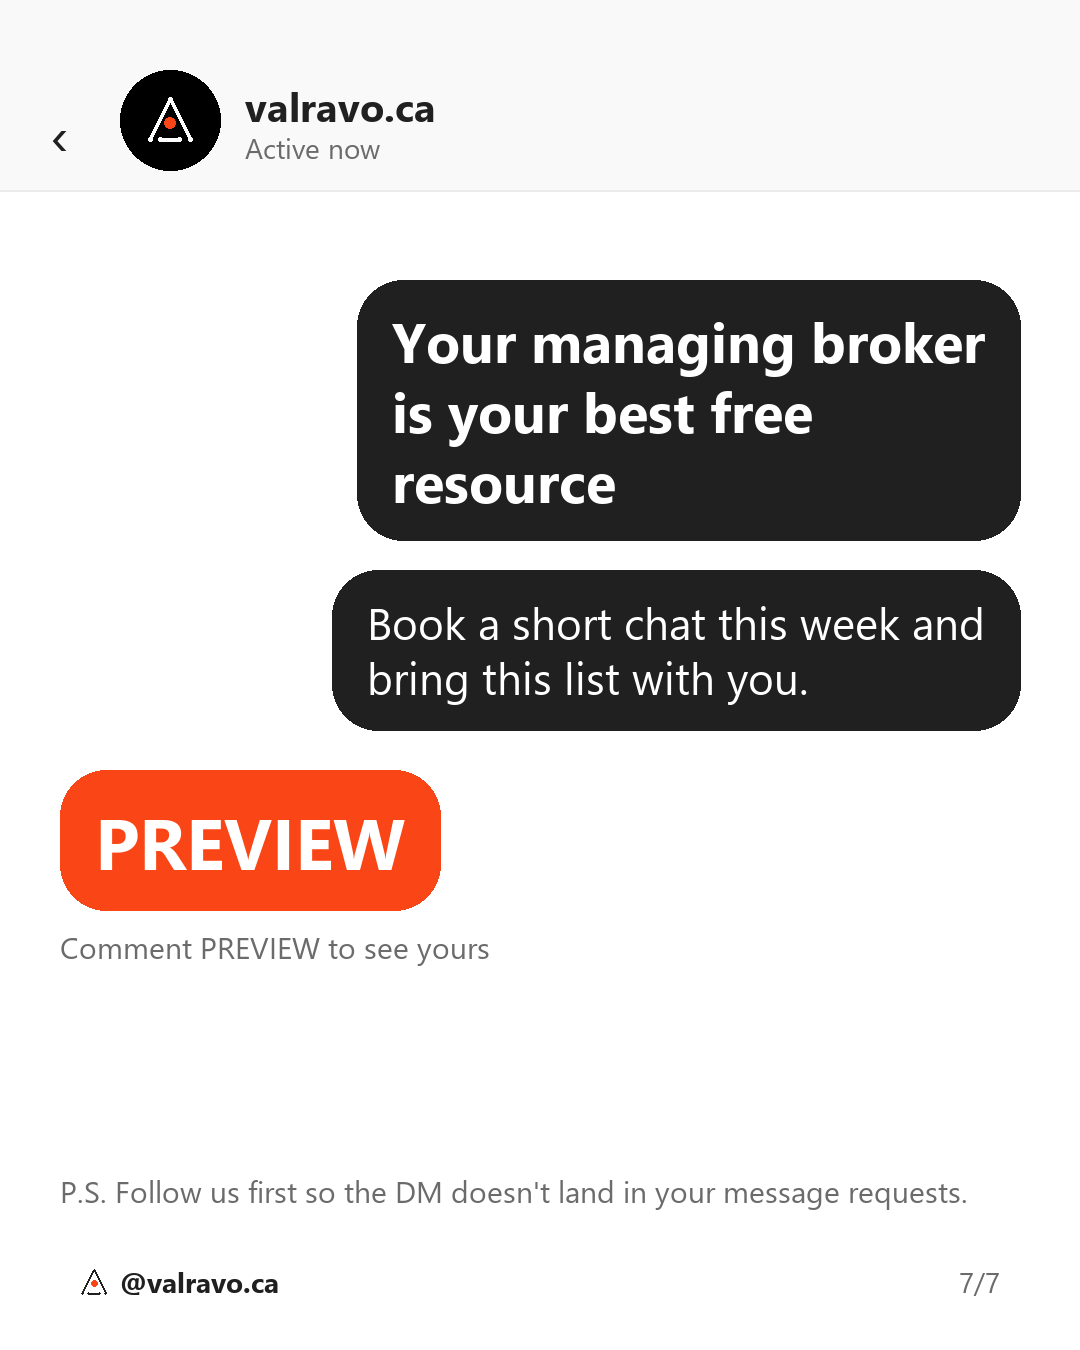 valravo.ca
Active now
Your managing broker
is your best free
resource
Book a short chat this week and
bring this list with you.
PREVIEW
Comment PREVIEW to see yours
P.S. Follow us first so the DM doesn't land in your message requests.
@valravo.ca
7/7